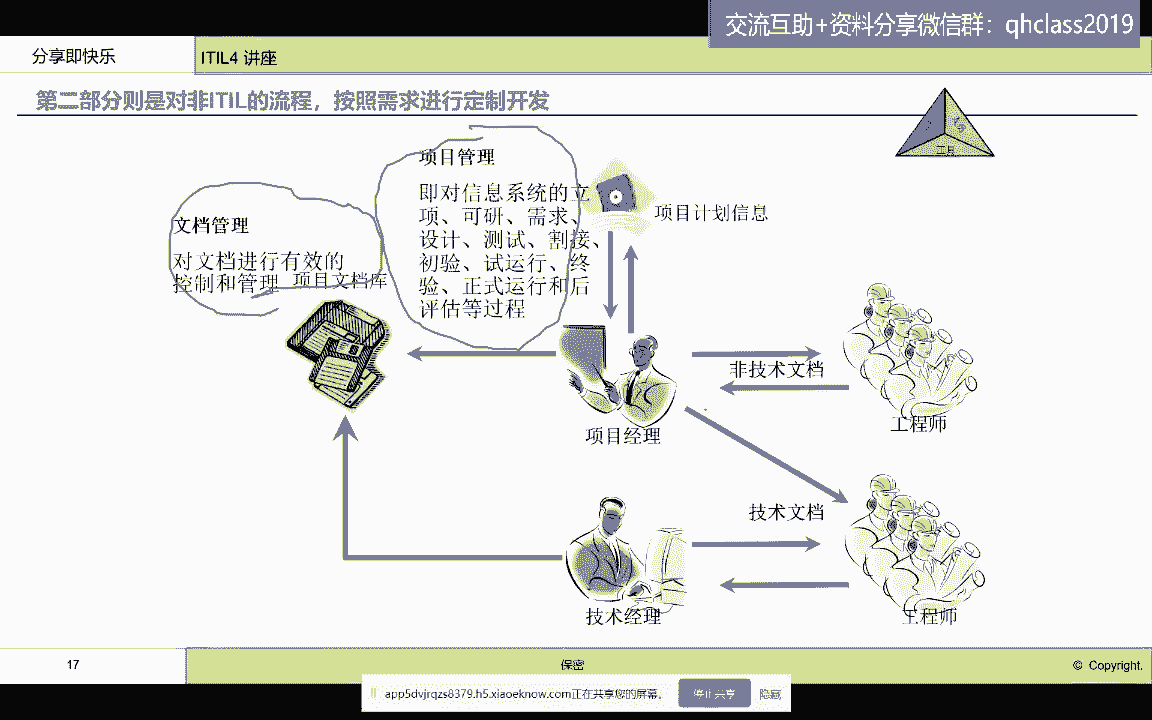 交流互助+资料分享微信群：qhclass2019
分享即快乐
ITIL4 讲座
第二部分则是对非ITIL的流程，按照需求进行定制开发
工具
项目管理
即对信息系统的立
项、可研、需求、
设计、测试、割接、
初验、试运行、终
验、正式运行和后
评估等过程
项目计划信息
文档管理
对文档进行有效的
控制和管理
项目文档库
非技术文档
工程师
项目经理
技术文档
技术经理
工程师
17
保密
© Copyright.
app5dvjrqzs8379.h5.xiaoeknow.com正在共享您的屏幕。
停止共享
隐藏